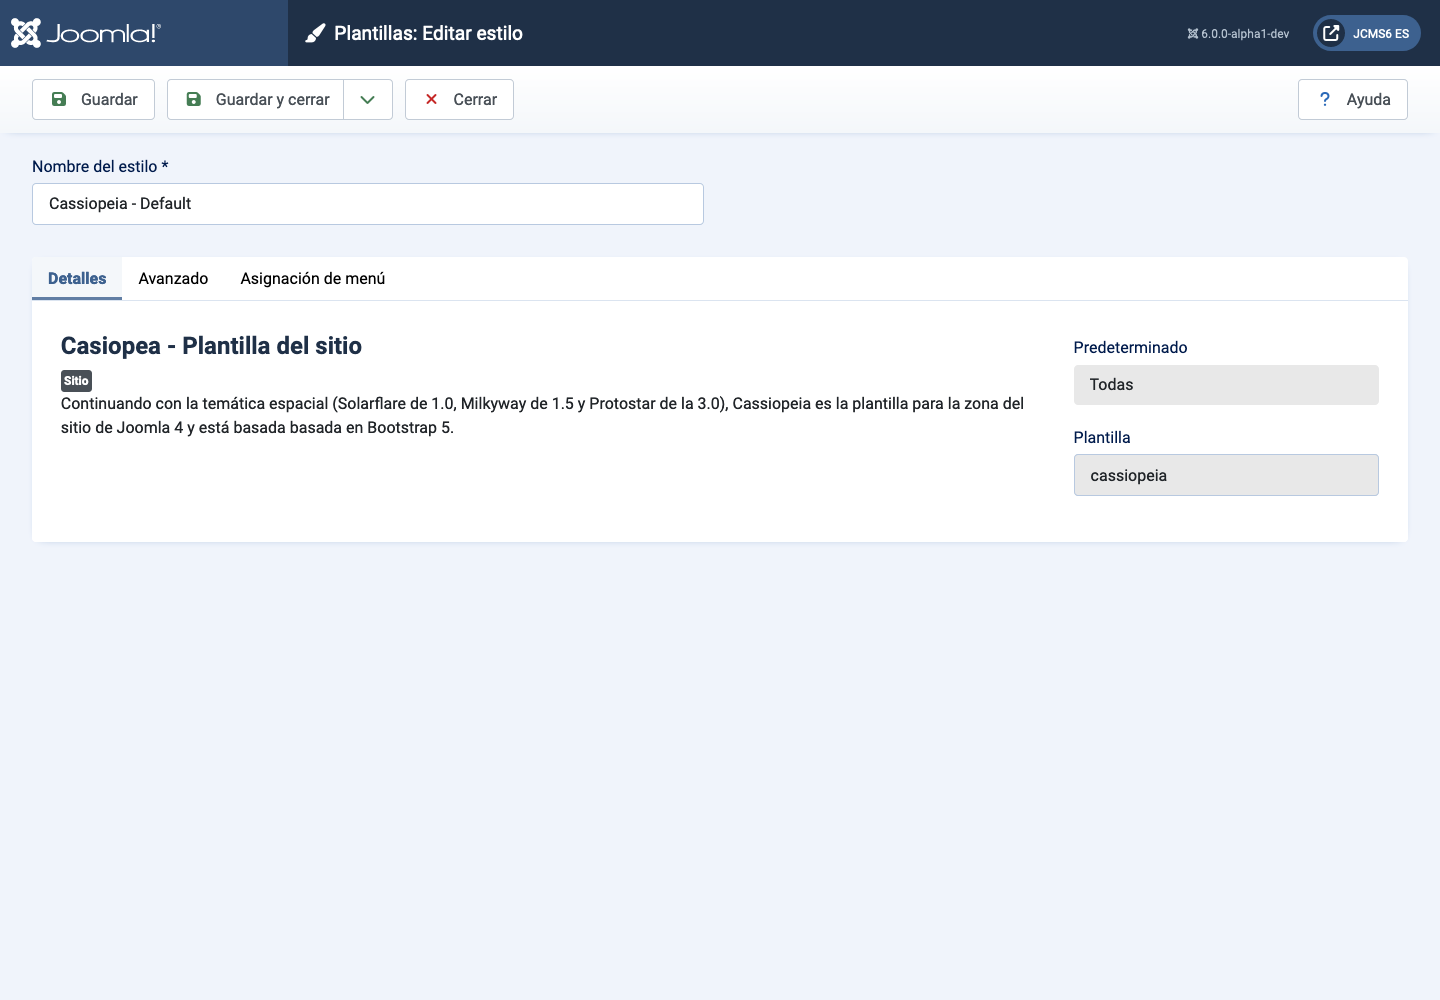 Joomla!®
Plantillas: Editar estilo
6.0.0-alpha1-dev
JCMS6 ES
Guardar
Guardar y cerrar
Cerrar
? Ayuda
Nombre del estilo *
Cassiopeia - Default
Detalles
Avanzado
Asignación de menú
Casiopea - Plantilla del sitio
Sitio
Continuando con la temática espacial (Solarflare de 1.0, Milkyway de 1.5 y Protostar de la 3.0), Cassiopeia es la plantilla para la zona del
sitio de Joomla 4 y está basada basada en Bootstrap 5.
Predeterminado
Todas
Plantilla
cassiopeia